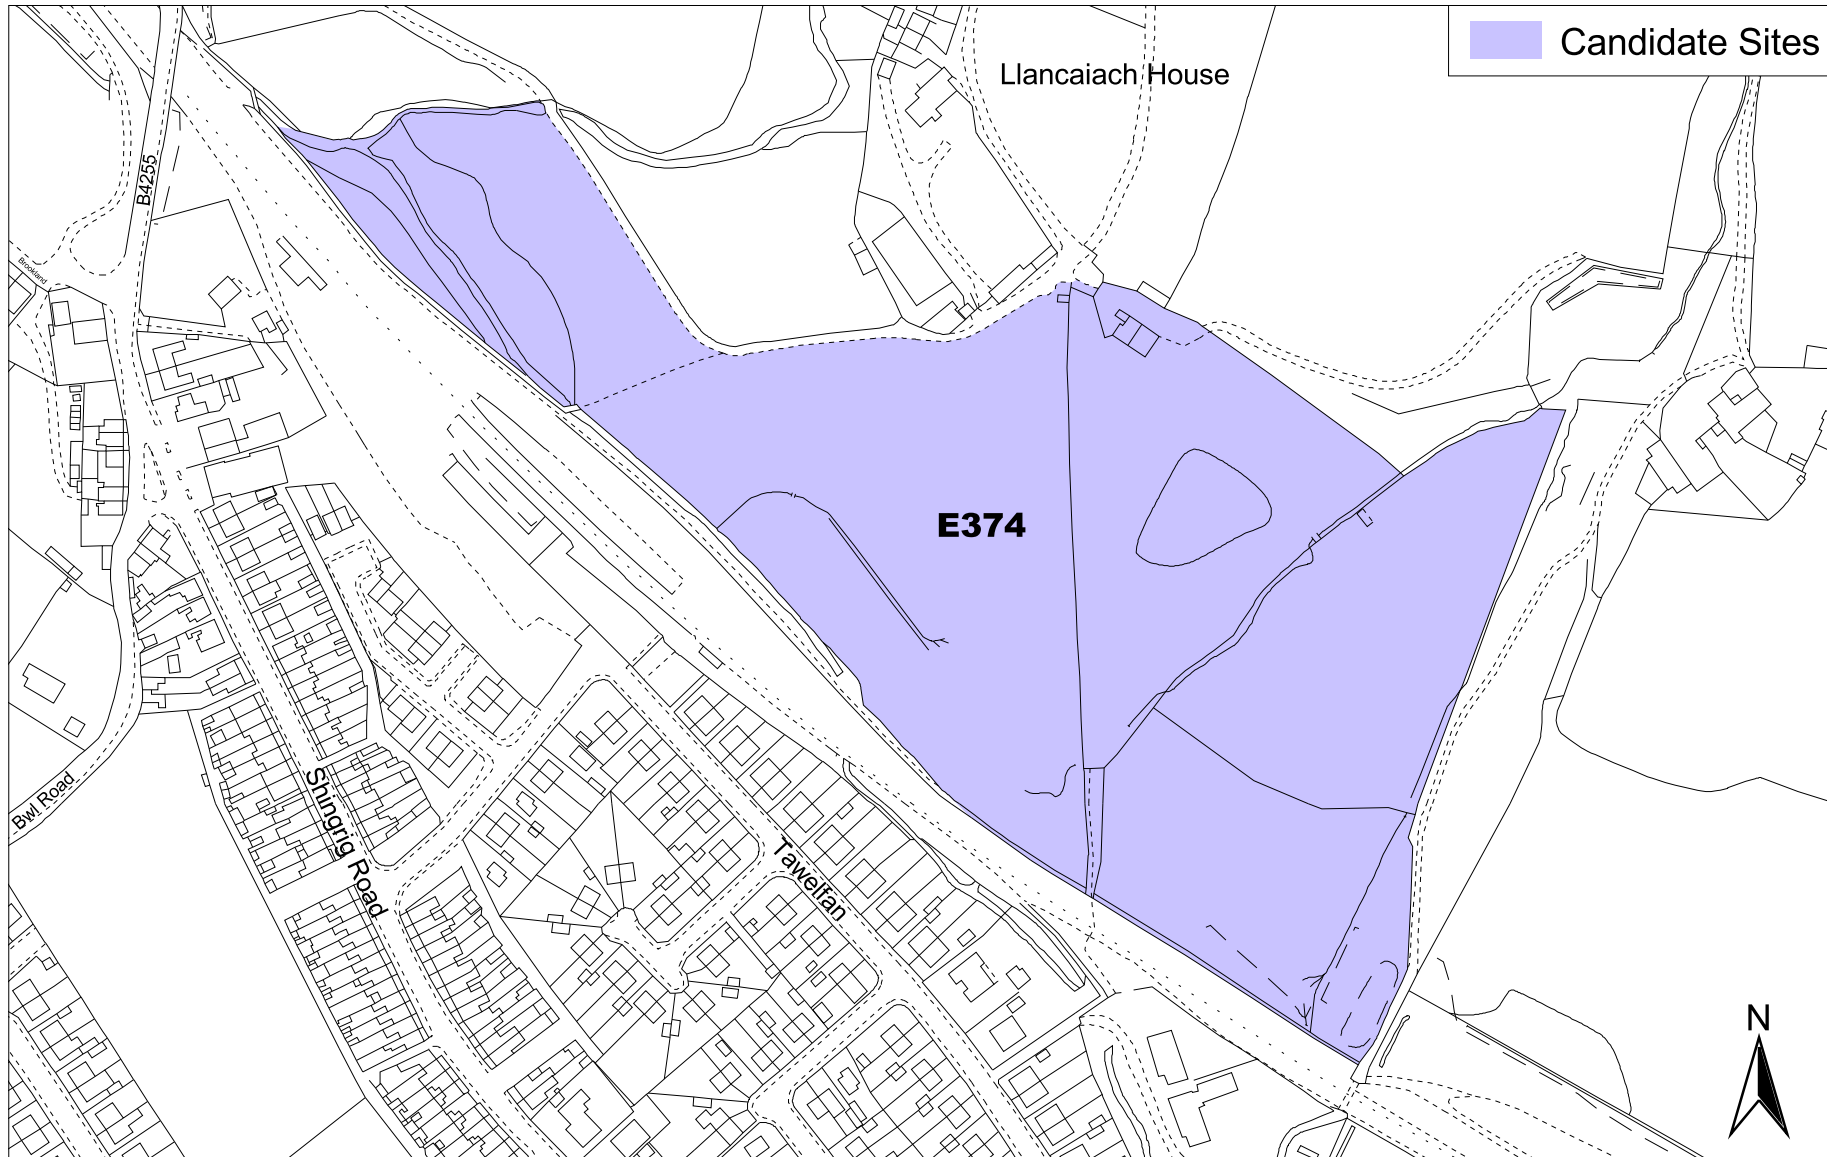 Candidate Sites
Llancaiach House
B4255
Brookland
E374
Bwl Road
Shingrig Road
Tawelfan
N